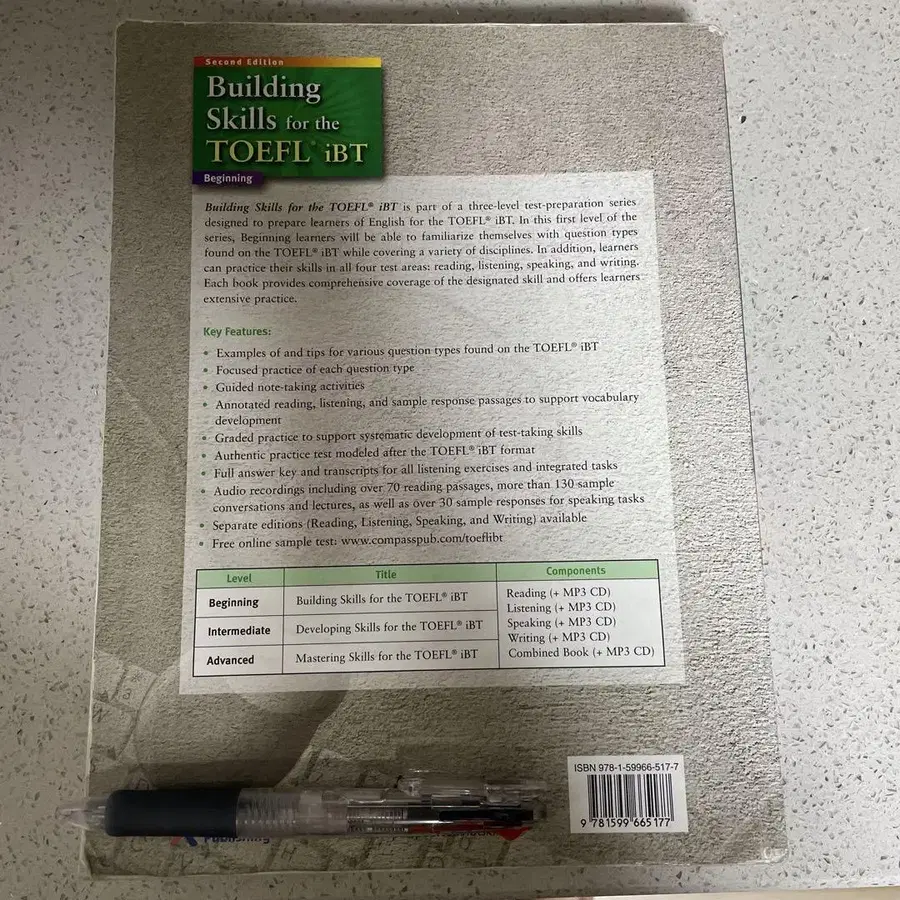 Second Edition
Building
Skills for the
TOEFL® iBT
Beginning
Building Skills for the TOEFL® iBT is part of a three-level test-preparation series
designed to prepare learners of English for the TOEFL® iBT. In this first level of the
series, Beginning learners will be able to familiarize themselves with question types
found on the TOEFL® iBT while covering a variety of disciplines. In addition, learners
can practice their skills in all four test areas: reading, listening, speaking, and writing.
Each book provides comprehensive coverage of the designated skill and offers learners
extensive practice.
Key Features:
• Examples of and tips for various question types found on the TOEFL® iBT
• Focused practice of each question type
• Guided note-taking activities
• Annotated reading, listening, and sample response passages to support vocabulary
development
• Graded practice to support systematic development of test-taking skills
• Authentic practice test modeled after the TOEFL® iBT format
• Full answer key and transcripts for all listening exercises and integrated tasks
• Audio recordings including over 70 reading passages, more than 130 sample
conversations and lectures, as well as over 30 sample responses for speaking tasks
• Separate editions (Reading, Listening, Speaking, and Writing) available
• Free online sample test: www.compasspub.com/toeflibt
Level Title Components
Beginning Building Skills for the TOEFL® iBT
Intermediate Developing Skills for the TOEFL® iBT
Advanced Mastering Skills for the TOEFL® iBT
Reading (+ MP3 CD)
Listening (+ MP3 CD)
Speaking (+ MP3 CD)
Writing (+ MP3 CD)
Combined Book (+ MP3 CD)
ISBN 978-1-59966-517-7
9 781599 665177
Publishing